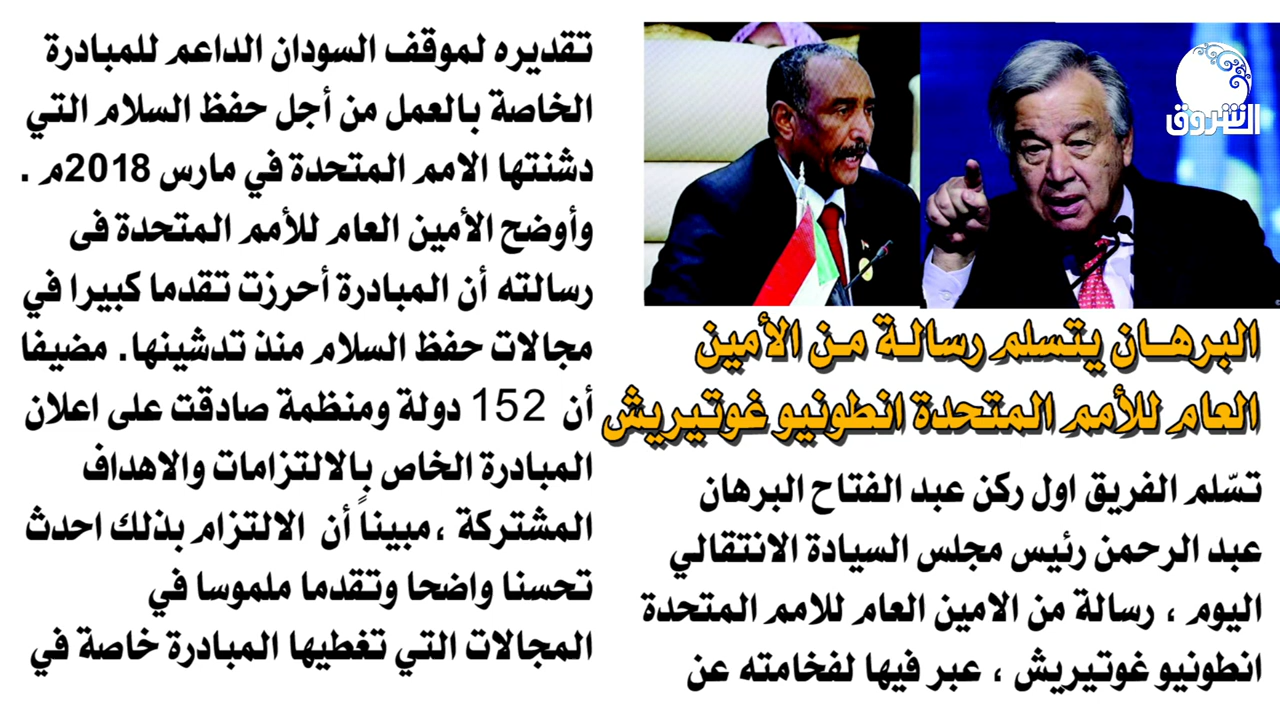 الشروق
البرهـــان يتسلم رسالـة مـن الأمين
العام للأمم المتحدة انطونيو غوتيريش
تسّلم الفريق اول ركن عبد الفتاح البرهان
عبد الرحمن رئيس مجلس السيادة الانتقالي
اليوم ، رسالة من الامين العام للامم المتحدة
انطونيو غوتيريش ، عبر فيها لفخامته عن
تقديره لموقف السودان الداعم للمبادرة
الخاصة بالعمل من أجل حفظ السلام التي
دشنتها الامم المتحدة في مارس 2018م .
وأوضح الأمين العام للأمم المتحدة فى
رسالته أن المبادرة أحرزت تقدما كبيرا في
مجالات حفظ السلام منذ تدشينها. مضيفا
أن 152 دولة ومنظمة صادقت على اعلان
المبادرة الخاص بالالتزامات والاهداف
المشتركة ،مبيناً أن الالتزام بذلك احدث
تحسنا واضحا وتقدما ملموسا في
المجالات التي تغطيها المبادرة خاصة في